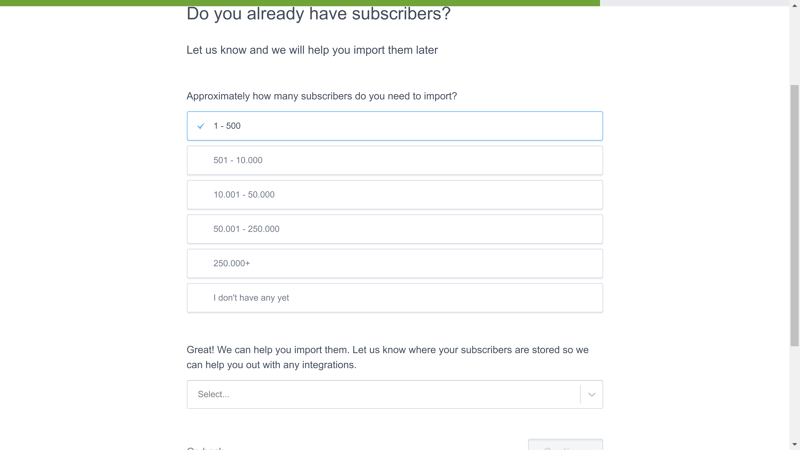 Do you already have subscribers?
Let us know and we will help you import them later
Approximately how many subscribers do you need to import?
1 - 500
501 - 10.000
10.001 - 50.000
50.001 - 250.000
250.000+
I don't have any yet
Great! We can help you import them. Let us know where your subscribers are stored so we
can help you out with any integrations.
Select...